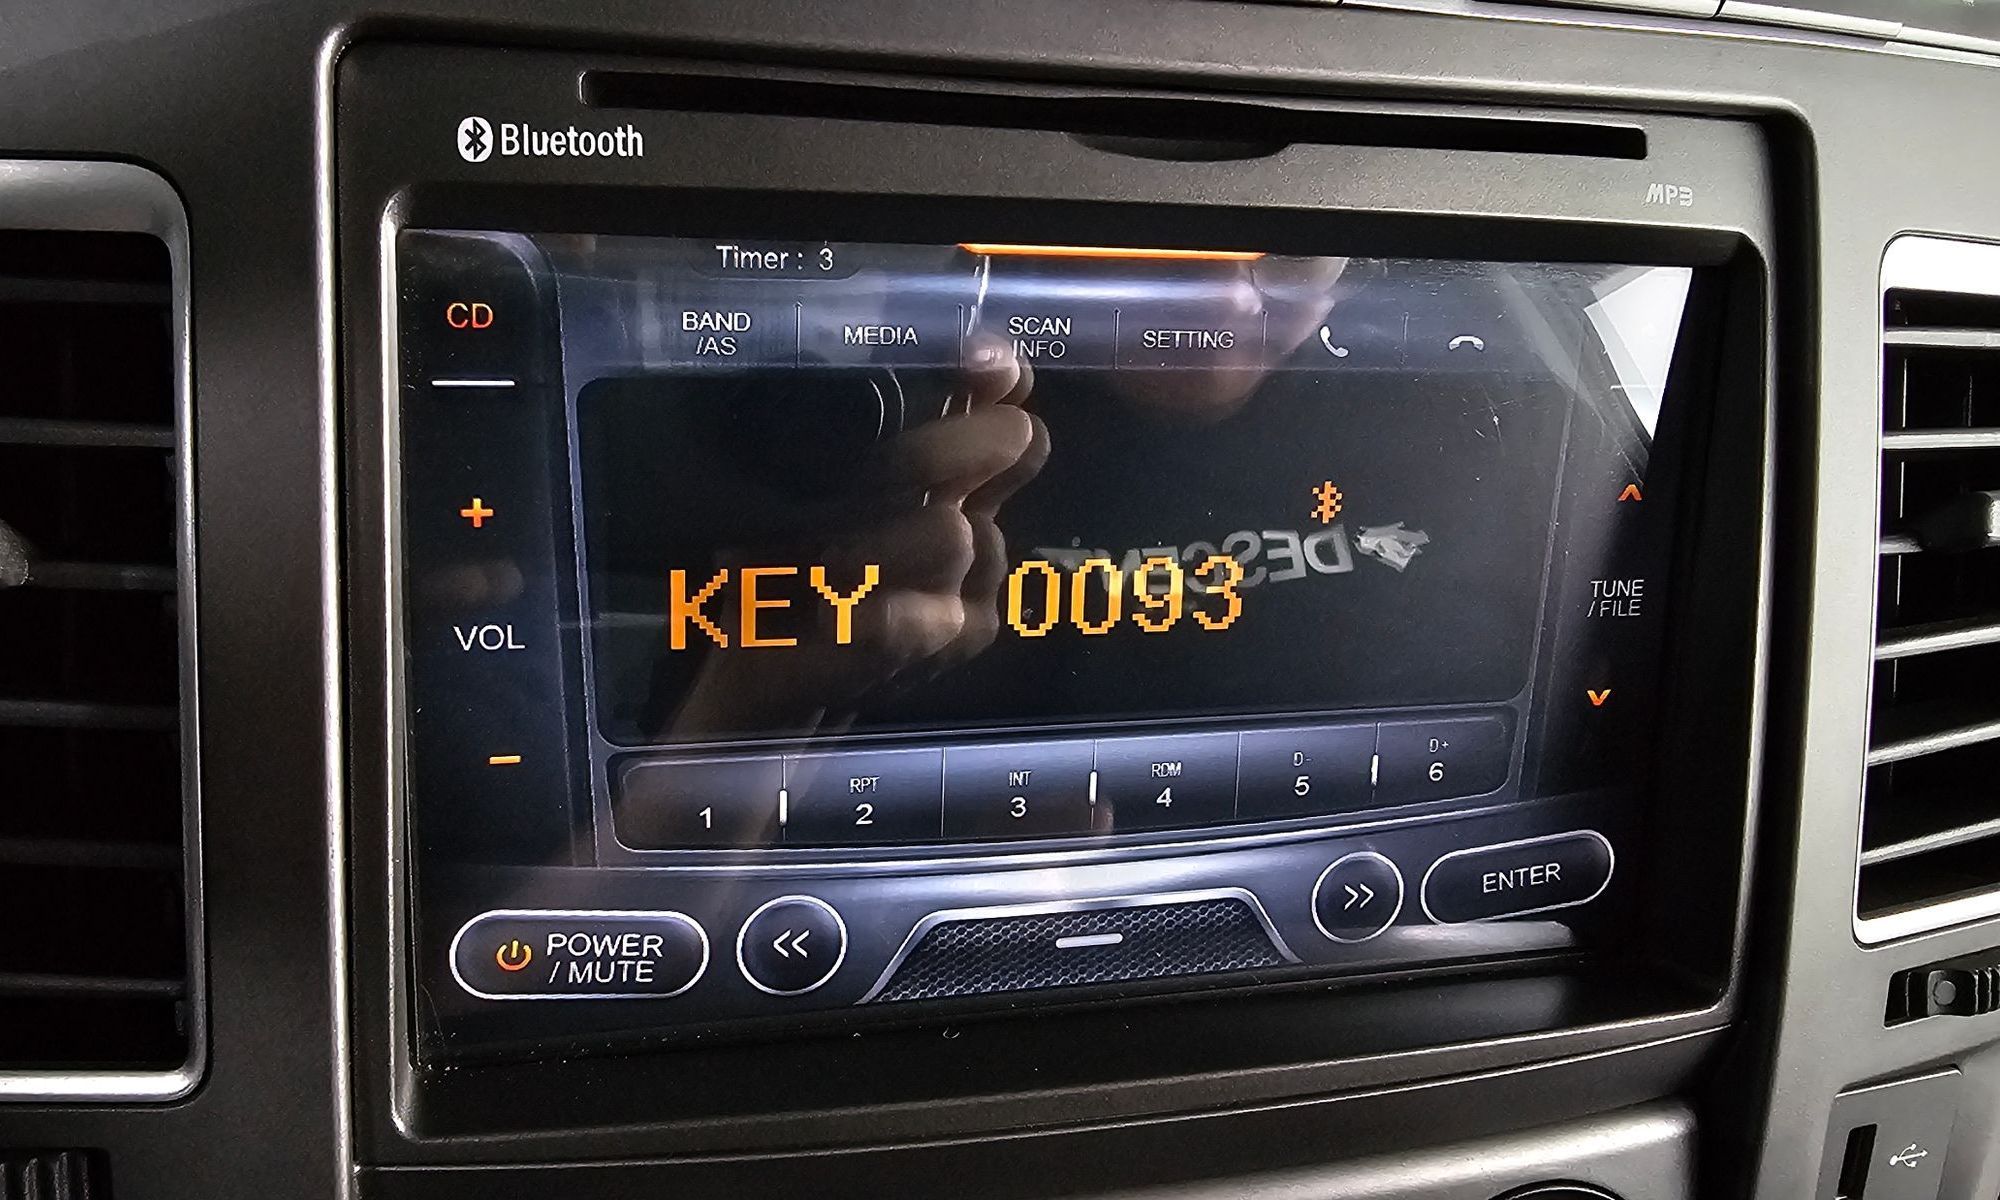 Bluetooth
MP3
Timer : 3
CD
BAND
/AS
MEDIA
SCAN
INFO
SETTING
DESCENT
KEY 0093
VOL
TUNE
/ FILE
1
RPT
2
INT
3
RDM
4
D-
5
D+
6
POWER
/ MUTE
<<
>>
ENTER